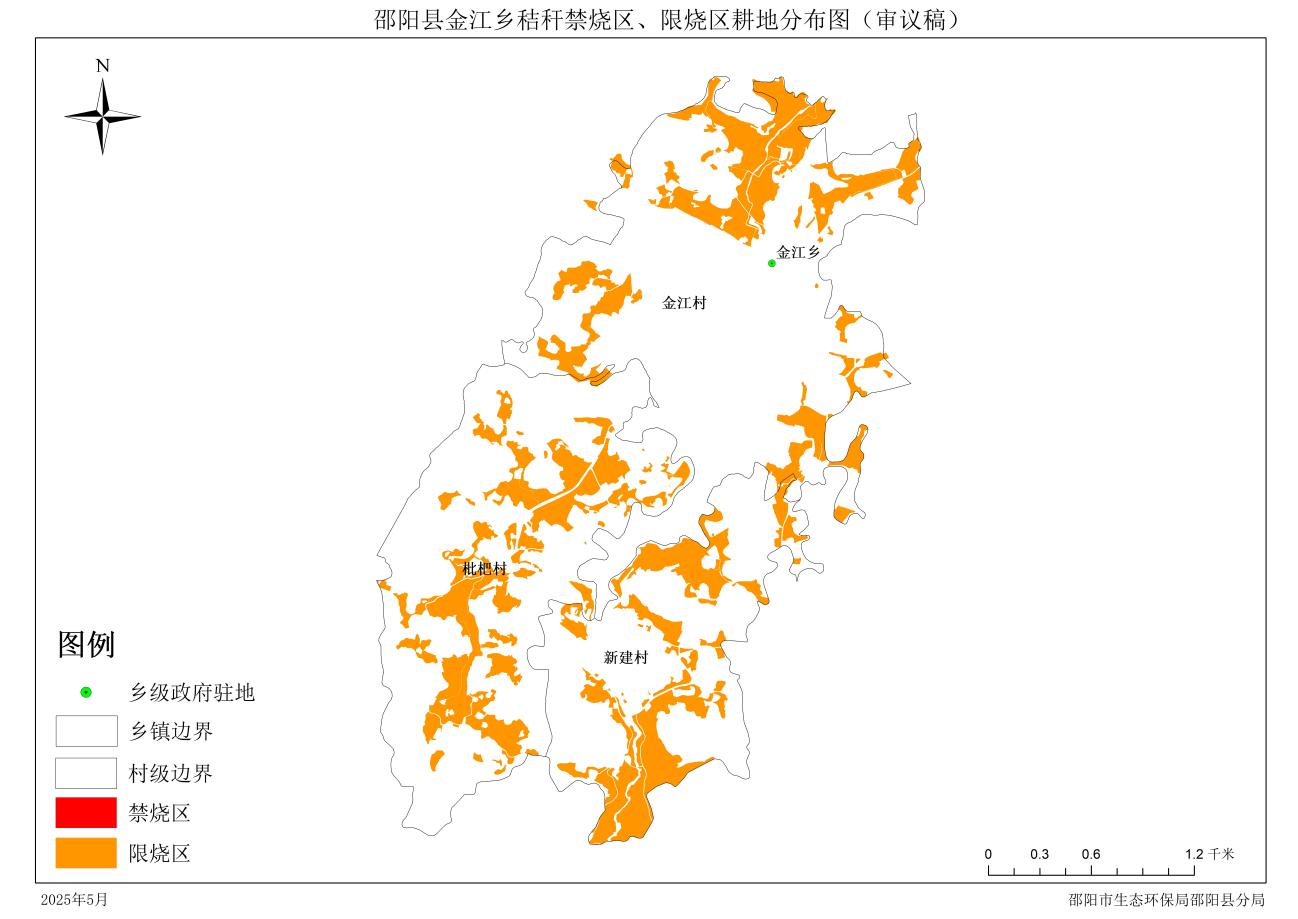 邵阳县金江乡秸秆禁烧区、限烧区耕地分布图（审议稿）
N
金江乡
金江村
枇杷村
新建村
图例
乡级政府驻地
乡镇边界
村级边界
禁烧区
限烧区
0 0.3 0.6 1.2 千米
2025年5月
邵阳市生态环保局邵阳县分局